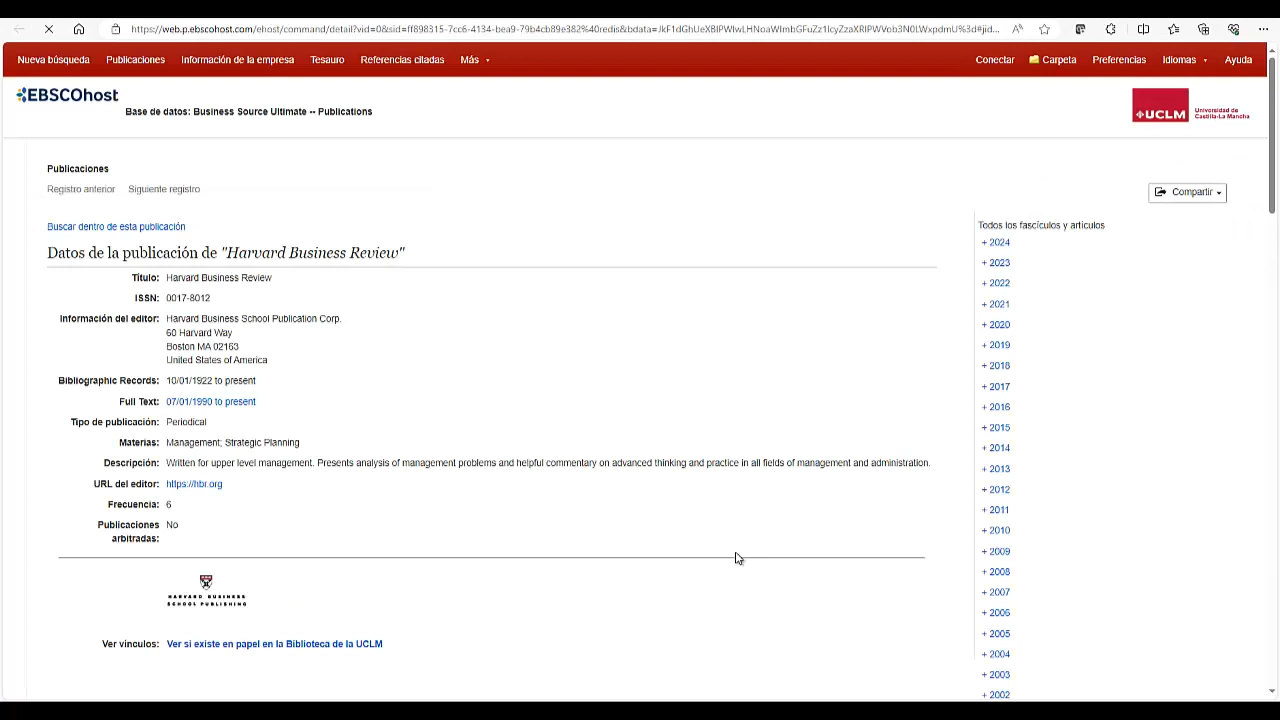 Nueva búsqueda Publicaciones Información de la empresa Tesauro Referencias citadas Más Conectar Carpeta Preferencias Idiomas Ayuda
EBSCOhost
Base de datos: Business Source Ultimate -- Publications
UCLM Universidad de
Castilla-La Mancha
Publicaciones
Registro anterior Siguiente registro
Compartir
Buscar dentro de esta publicación
Datos de la publicación de "Harvard Business Review"
Título: Harvard Business Review
ISSN: 0017-8012
Información del editor: Harvard Business School Publication Corp.
60 Harvard Way
Boston MA 02163
United States of America
Bibliographic Records: 10/01/1922 to present
Full Text: 07/01/1990 to present
Tipo de publicación: Periodical
Materias: Management; Strategic Planning
Descripción: Written for upper level management. Presents analysis of management problems and helpful commentary on advanced thinking and practice in all fields of management and administration.
URL del editor: https://hbr.org
Frecuencia: 6
Publicaciones No
arbitradas:
HARVARD BUSINESS
SCHOOL PUBLISHING
Ver vínculos: Ver si existe en papel en la Biblioteca de la UCLM
Todos los fascículos y artículos
+ 2024
+ 2023
+ 2022
+ 2021
+ 2020
+ 2019
+ 2018
+ 2017
+ 2016
+ 2015
+ 2014
+ 2013
+ 2012
+ 2011
+ 2010
+ 2009
+ 2008
+ 2007
+ 2006
+ 2005
+ 2004
+ 2003
+ 2002